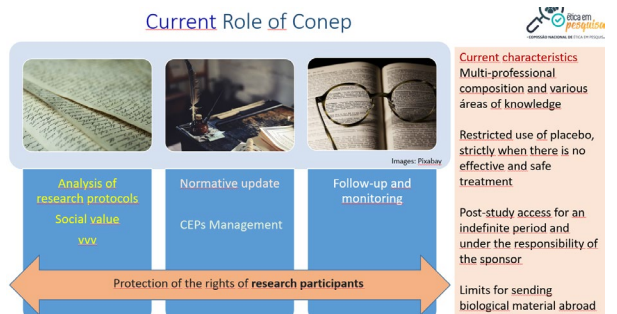 Current Role of Conep
ética em
pesquisa
COMISSÃO NACIONAL DE ÉTICA EM PESQUISA
Images: Pixabay
Analysis of
research protocols
Social value
vvv
Normative update
CEPs Management
Follow-up and
monitoring
Protection of the rights of research participants
Current characteristics
Multi-professional
composition and various
áreas of knowledge
Restricted use of placebo,
strictly when there is no
effective and safe
treatment
Post-study access for an
indefinite period and
under the responsibility of
the sponsor
Limits for sending
biological material abroad